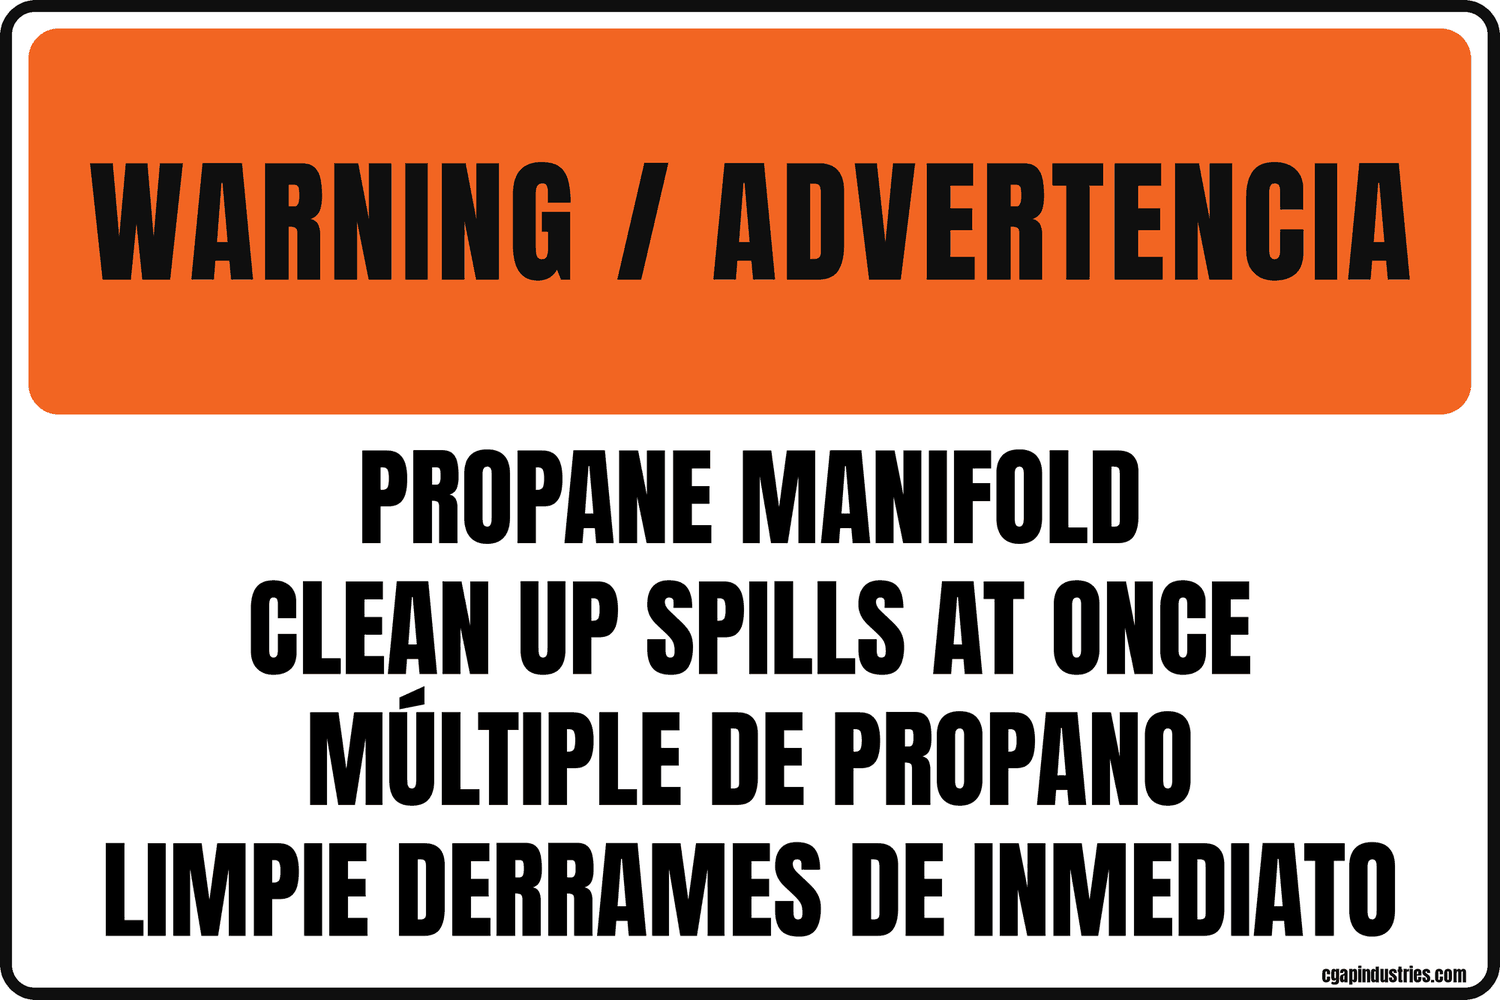 WARNING / ADVERTENCIA
PROPANE MANIFOLD
CLEAN UP SPILLS AT ONCE
MÚLTIPLE DE PROPANO
LIMPIE DERRAMES DE INMEDIATO
cgapindustries.com